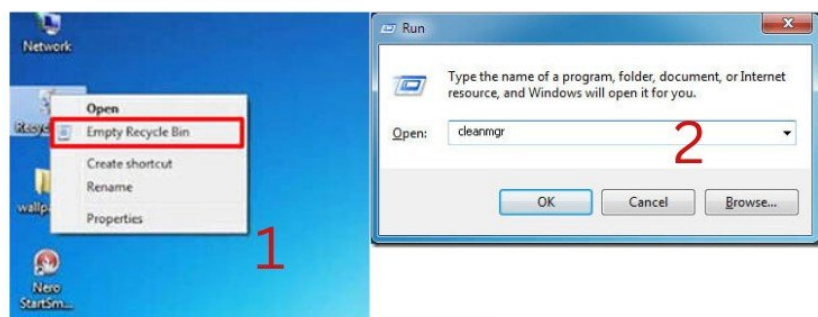 Network
Open
Empty Recycle Bin
Create shortcut
Rename
Properties
Nero
StartSm...
1
Run
Type the name of a program, folder, document, or Internet
resource, and Windows will open it for you.
Open: cleanmgr
2
OK Cancel Browse...